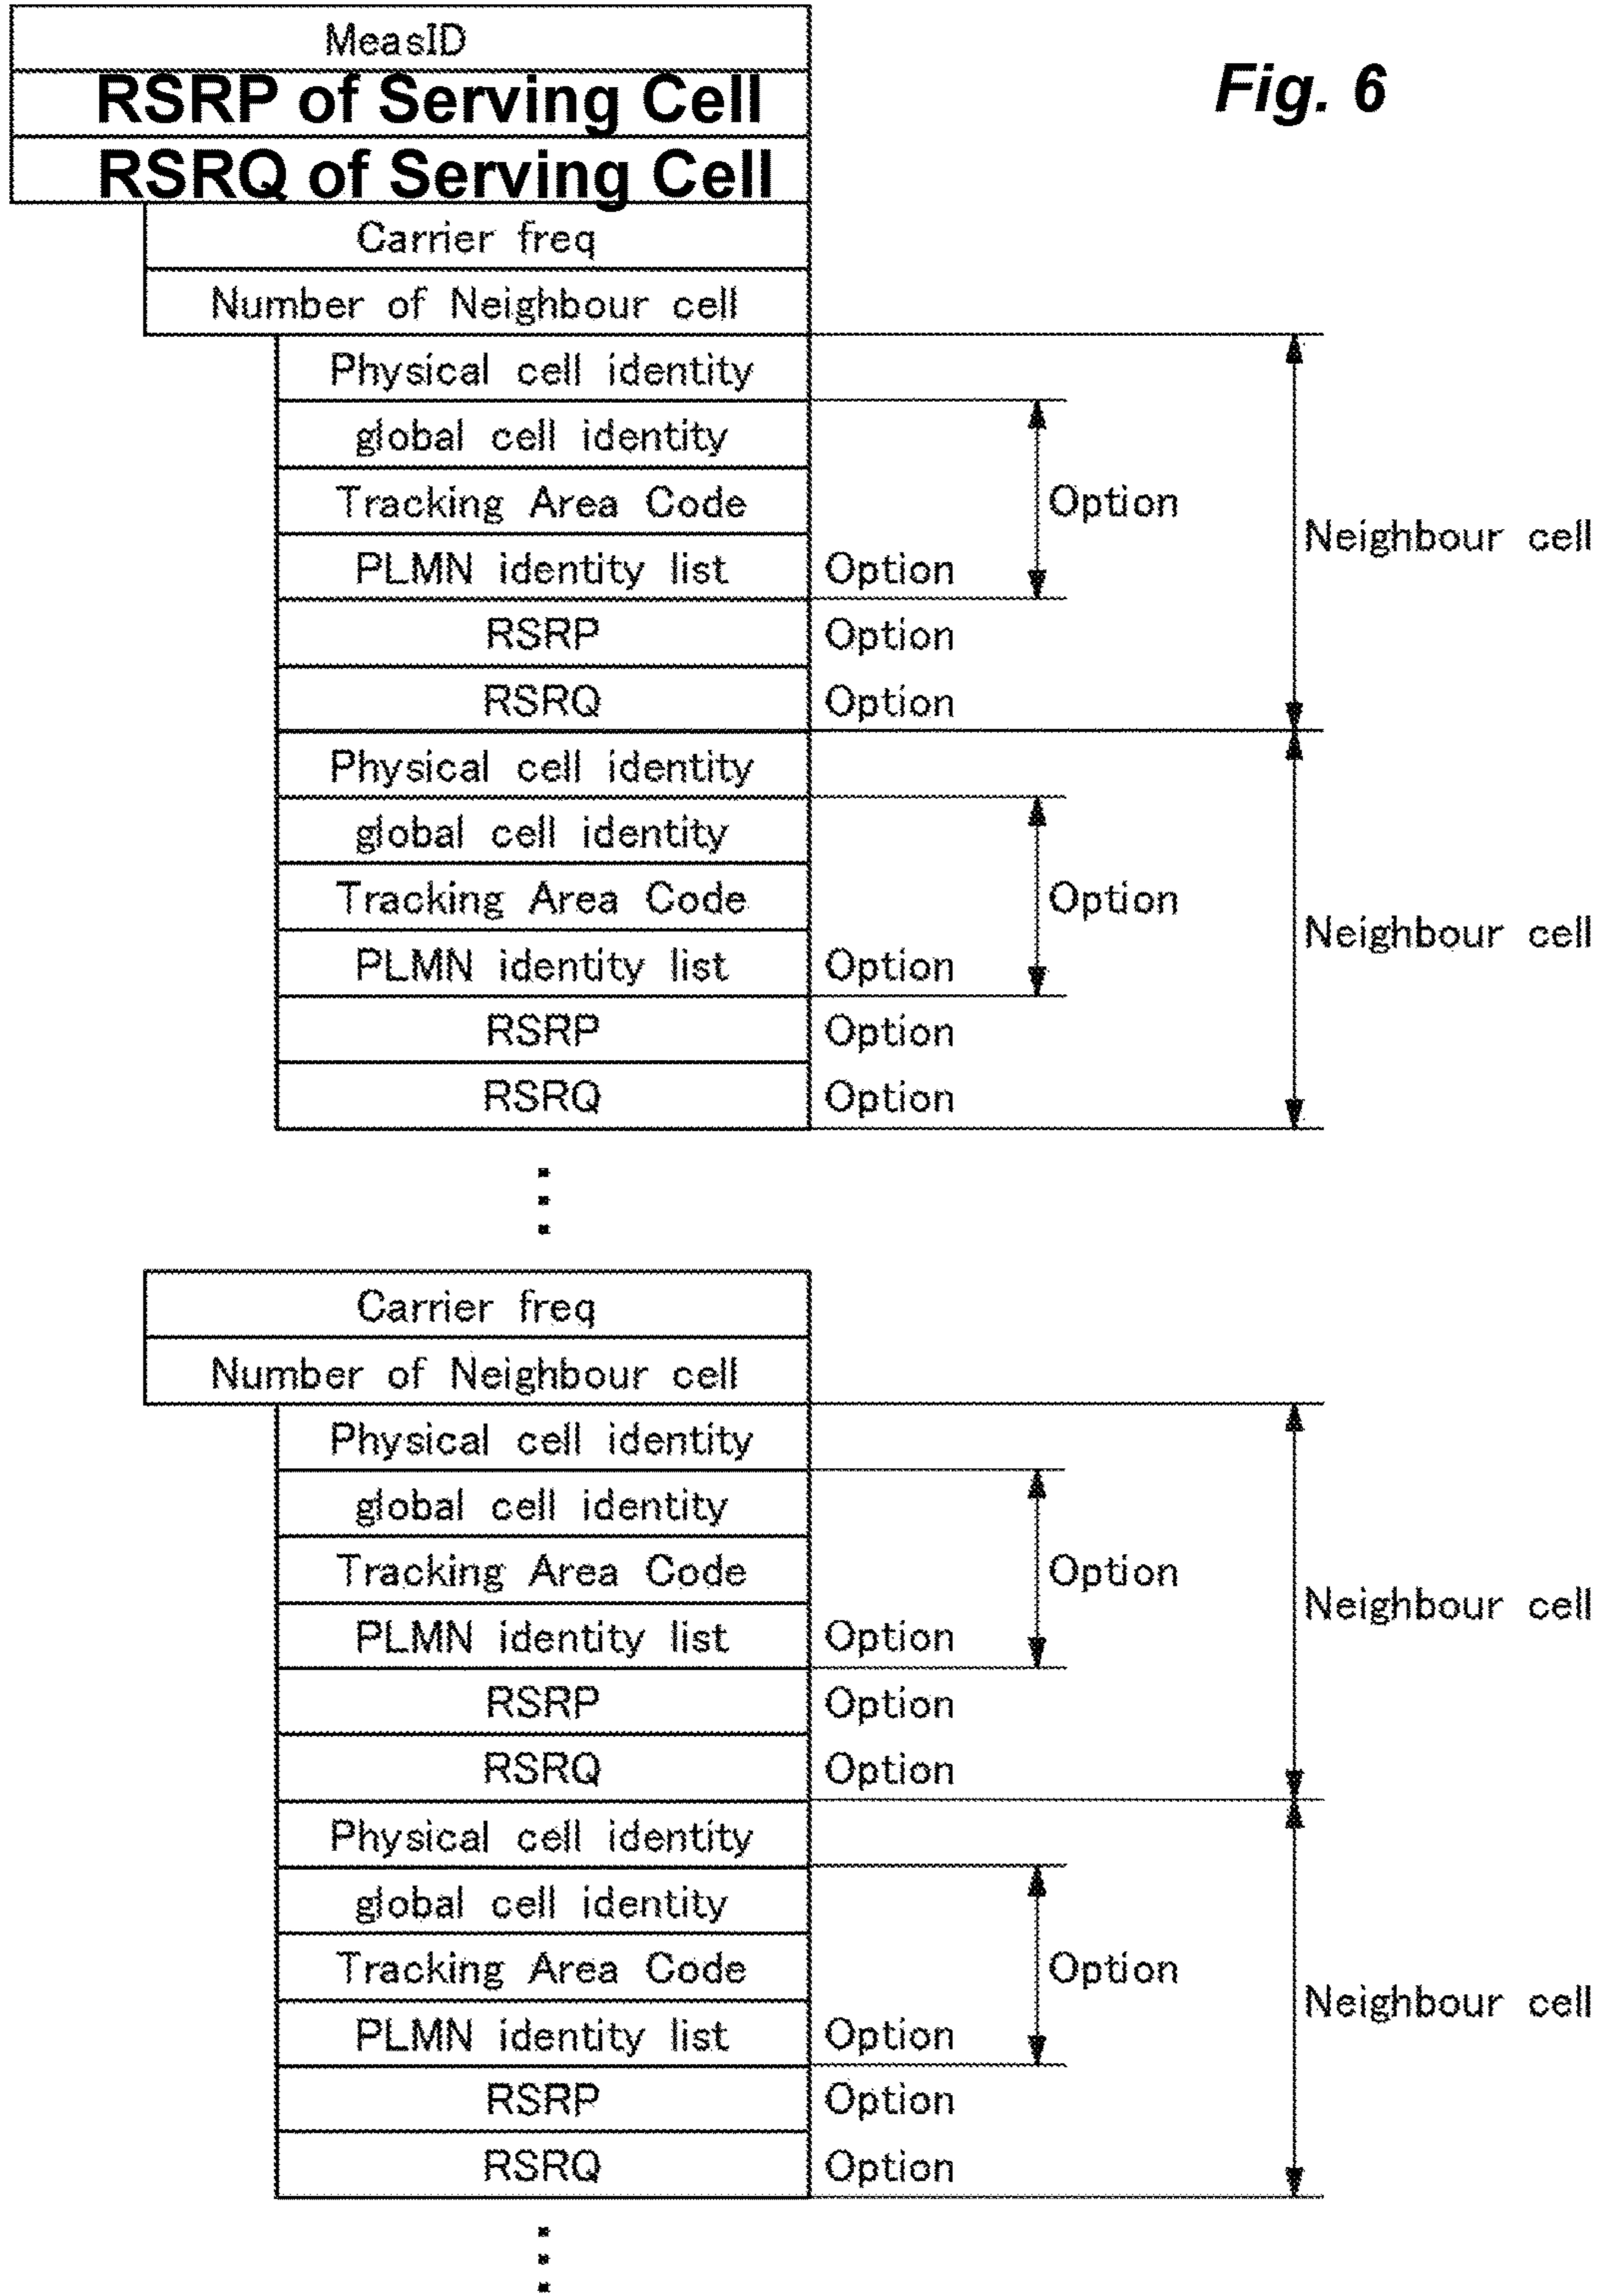 MeasID
Fig. 6
RSRP of Serving Cell
RSRQ of Serving Cell
Carrier freq
Number of Neighbour cell
Physical cell identity
global cell identity
Tracking Area Code
Option
Neighbour cell
PLMN identity list
Option
RSRP
Option
RSRQ
Option
Physical cell identity
global cell identity
Tracking Area Code
Option
Neighbour cell
PLMN identity list
Option
RSRP
Option
RSRQ
Option
Carrier freq
Number of Neighbour cell
Physical cell identity
global cell identity
Tracking Area Code
Option
Neighbour cell
PLMN identity list
Option
RSRP
Option
RSRQ
Option
Physical cell identity
global cell identity
Tracking Area Code
Option
Neighbour cell
PLMN identity list
Option
RSRP
Option
RSRQ
Option